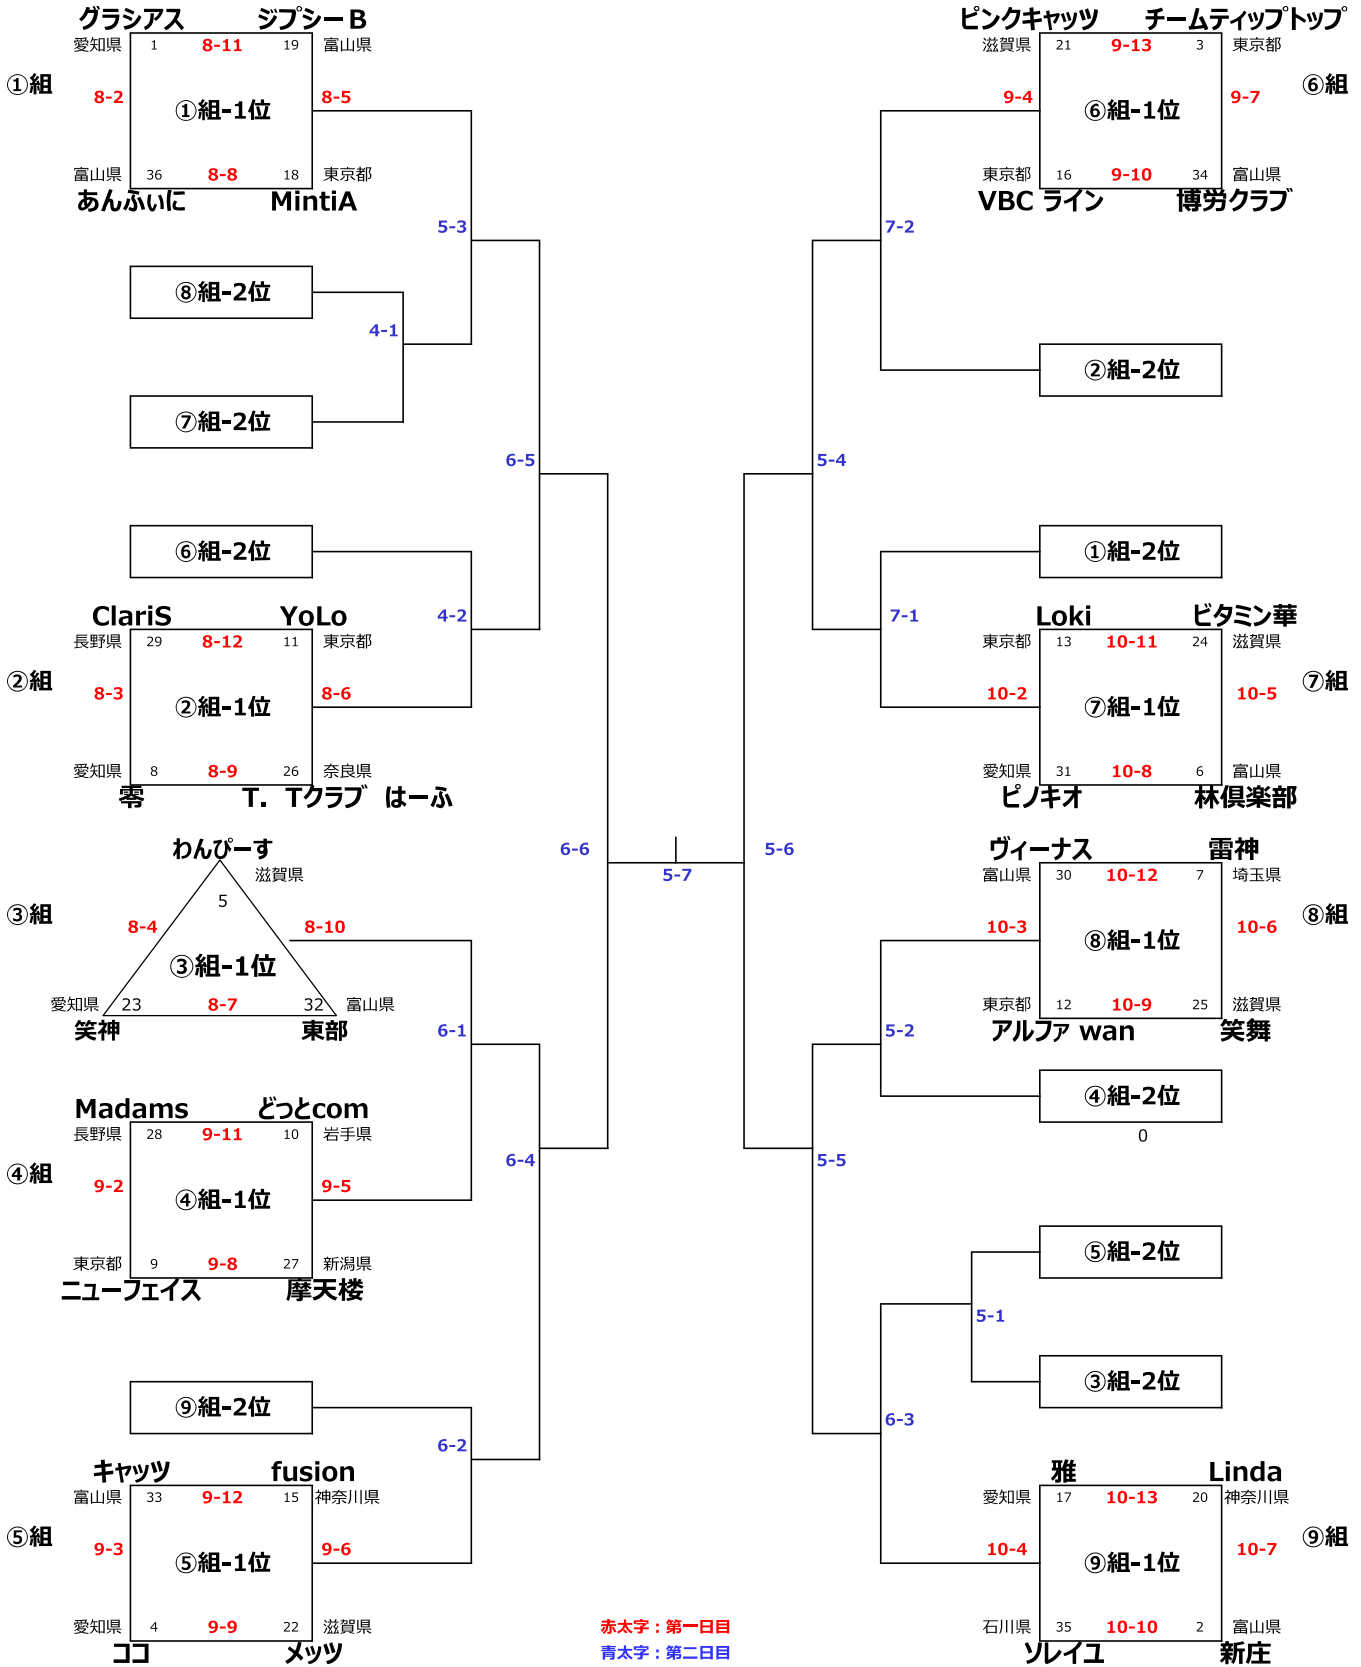 グラシアス ジプシー B
愛知県 1 8-11 19 富山県
①組
8-2 ①組-1位 8-5
富山県 36 8-8 18 東京都
あんふぃに MintiA
5-3
⑧組-2位
4-1
⑦組-2位
6-5
⑥組-2位
ClariS YoLo
4-2
長野県 29 8-12 11 東京都
②組
8-3 ②組-1位 8-6
愛知県 8 8-9 26 奈良県
零 T．Tクラブ はーふ
わんぴーす
滋賀県
5
③組
8-4 8-10
③組-1位
愛知県 23 8-7 32 富山県
笑神 東部
6-1
Madams どっとcom
長野県 28 9-11 10 岩手県
6-4
④組
9-2 ④組-1位 9-5
東京都 9 9-8 27 新潟県
ニューフェイス 摩天楼
⑨組-2位
6-2
キャッツ fusion
富山県 33 9-12 15 神奈川県
⑤組
9-3 ⑤組-1位 9-6
愛知県 4 9-9 22 滋賀県
ココ メッツ
6-6
5-7
5-6
赤太字：第一日目
青太字：第二日目
ピンクキャッツ チームティップトップ
滋賀県 21 9-13 3 東京都
⑥組
9-4 ⑥組-1位 9-7
東京都 16 9-10 34 富山県
VBC ライン 博労クラブ
7-2
②組-2位
5-4
①組-2位
7-1
Loki ビタミン華
東京都 13 10-11 24 滋賀県
⑦組
10-2 ⑦組-1位 10-5
愛知県 31 10-8 6 富山県
ピノキオ 林倶楽部
ヴィーナス 雷神
富山県 30 10-12 7 埼玉県
⑧組
10-3 ⑧組-1位 10-6
東京都 12 10-9 25 滋賀県
アルファ wan 笑舞
5-2
④組-2位
0
5-5
⑤組-2位
5-1
③組-2位
6-3
雅 Linda
愛知県 17 10-13 20 神奈川県
⑨組
10-4 ⑨組-1位 10-7
石川県 35 10-10 2 富山県
ソレイユ 新庄